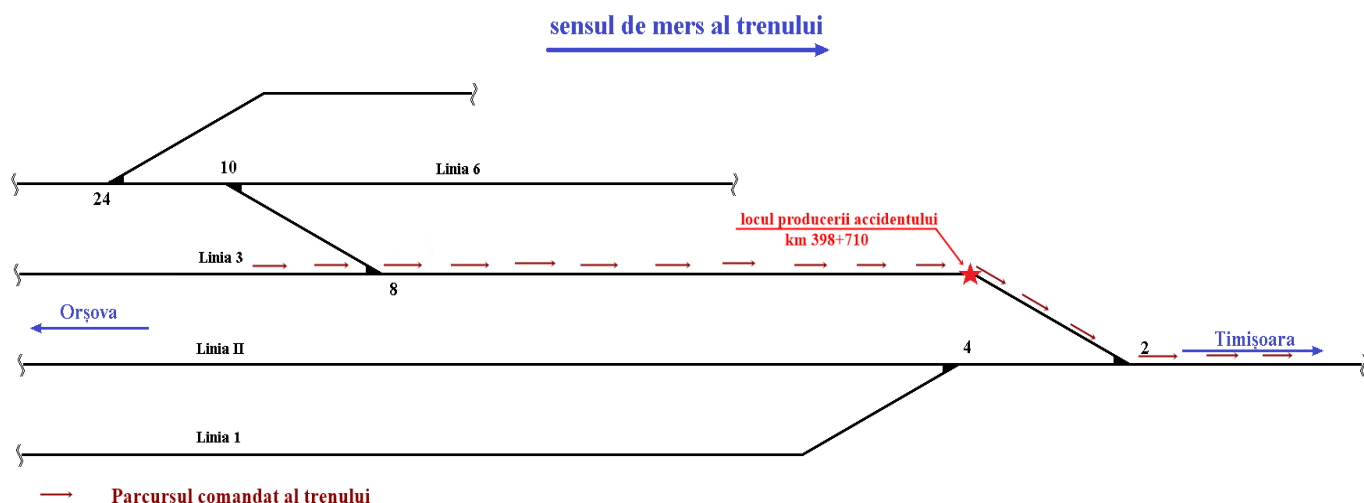 sensul de mers al trenului
10
Linia 6
24
locul producerii accidentului
km 398+710
Linia 3
8
Orșova
Timișoara
Linia II
4
2
Linia 1
Parcursul comandat al trenului